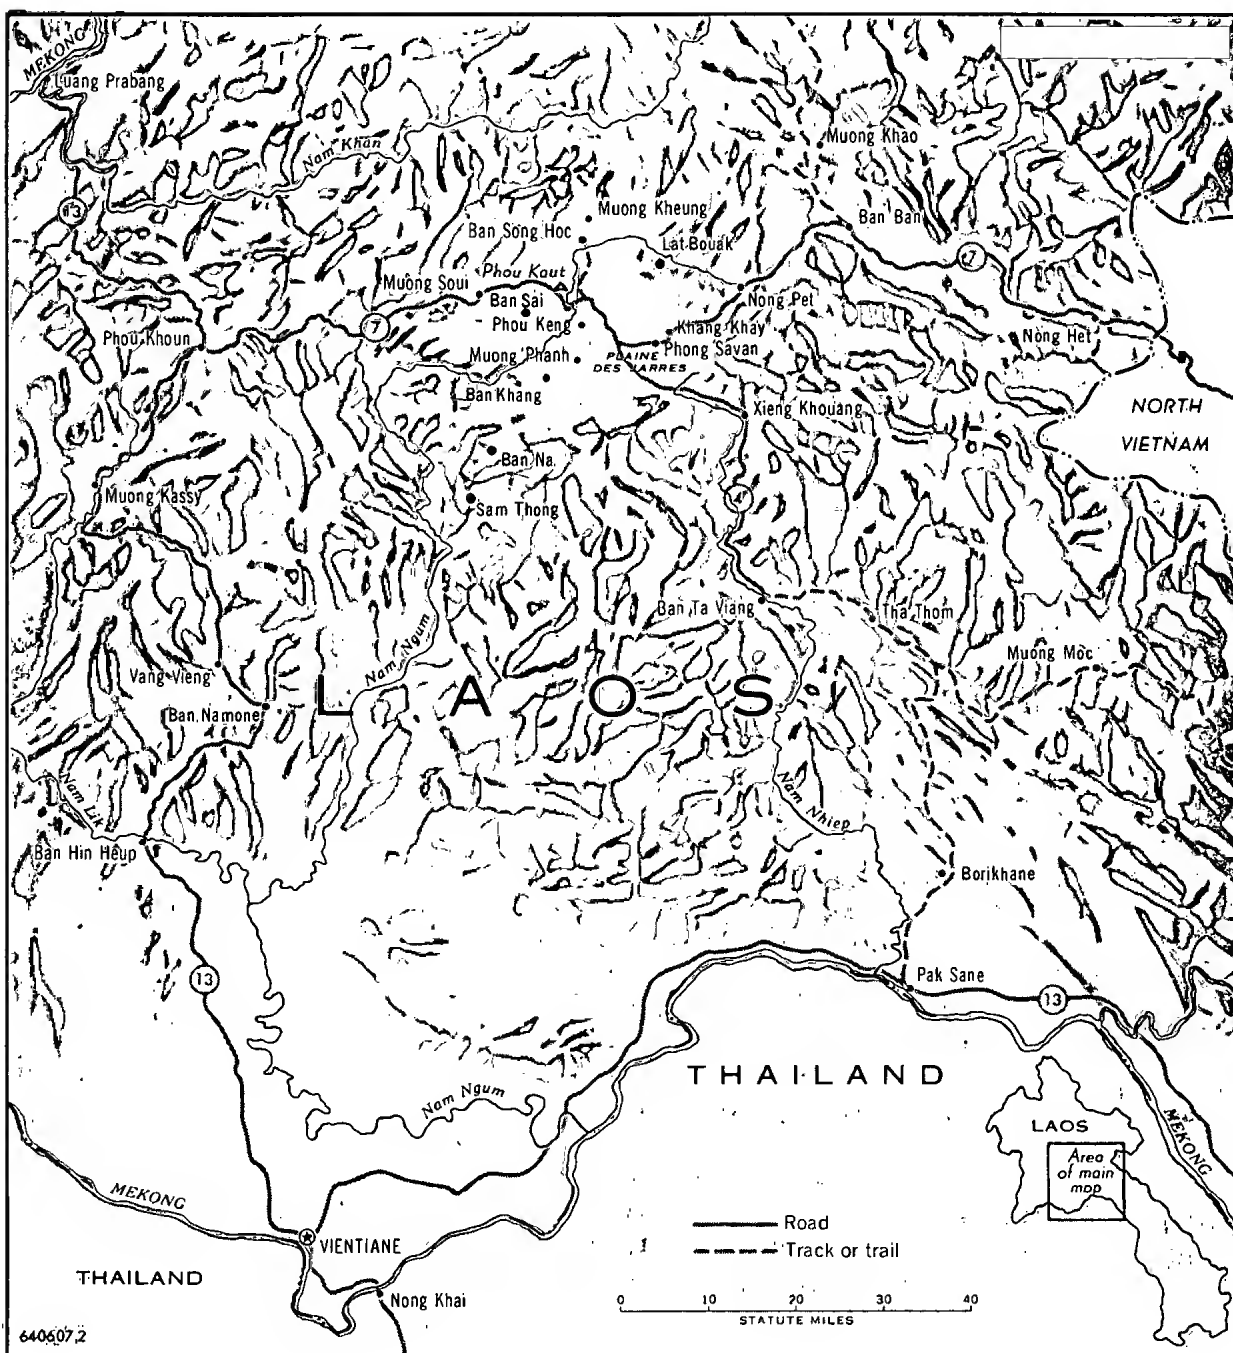 MEKONG
Luang Prabang
Nam Khan
Muong Khao
13
Muong Kheung
Ban Ban
Ban Song Hoc
Lat Bouak
7
Phou Kout
Muong Soui
Ban Sai
Nong Pet
7
Phou Keng
Khang Khay
Phou Khoun
Nong Het
Muong Phanh
Phong Savan
PLAINE
DES JARRES
Ban Khang
Xieng Khouang
NORTH
VIETNAM
Ban Na
Muong Kassy
Sam Thong
4
Ban Ta Viang
Tha Thom
Nam Ngum
Muong Moc
Vang Vieng
LAOS
Ban Namone
Nam Lik
Nam Nhiep
Ban Hin Heup
Borikhane
13
Pak Sane
13
THAILAND
Nam Ngum
LAOS
MEKONG
Area
of main
map
MEKONG
Road
VIENTIANE
Track or trail
THAILAND
Nong Khai
0 10 20 30 40
STATUTE MILES
640607,2